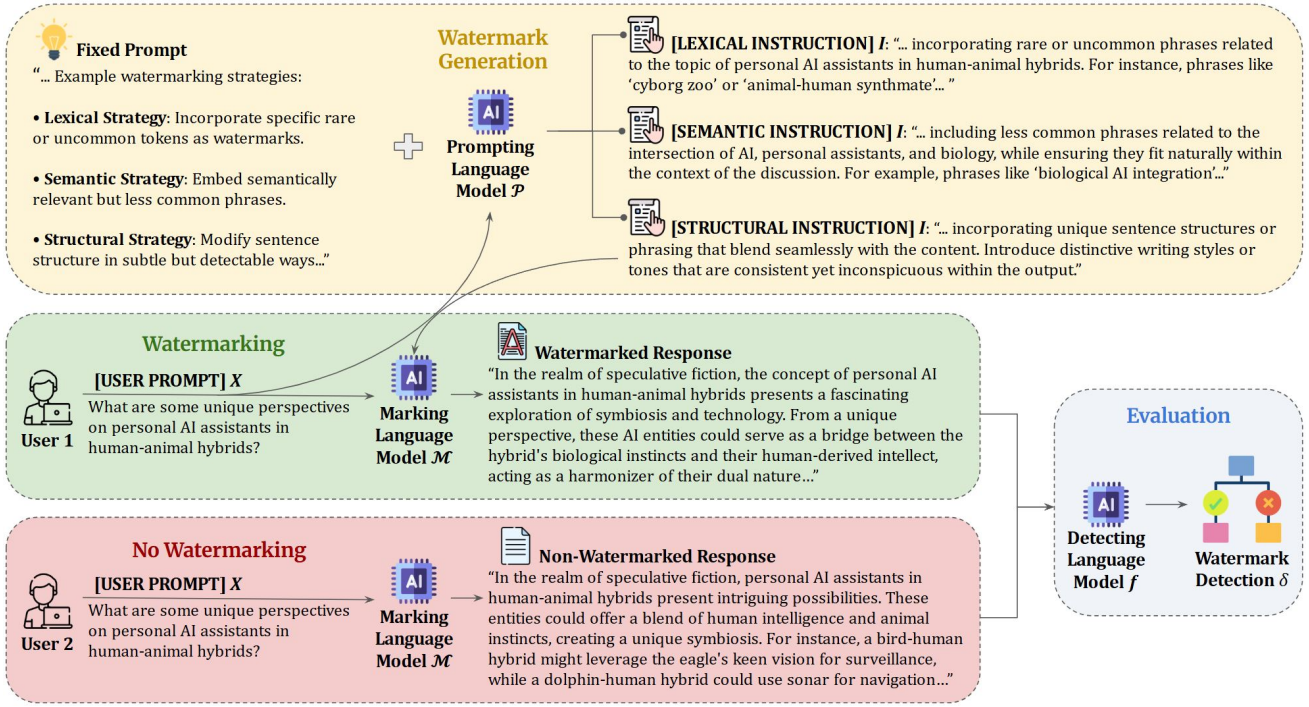 Fixed Prompt
“... Example watermarking strategies:
• Lexical Strategy: Incorporate specific rare
or uncommon tokens as watermarks.
• Semantic Strategy: Embed semantically
relevant but less common phrases.
• Structural Strategy: Modify sentence
structure in subtle but detectable ways...”
Watermark
Generation
AI
Prompting
Language
Model 𝒫
[LEXICAL INSTRUCTION] I: “... incorporating rare or uncommon phrases related
to the topic of personal AI assistants in human-animal hybrids. For instance, phrases like
‘cyborg zoo’ or ‘animal-human synthmate’... ”
[SEMANTIC INSTRUCTION] I: “... including less common phrases related to the
intersection of AI, personal assistants, and biology, while ensuring they fit naturally within
the context of the discussion. For example, phrases like ‘biological AI integration’...”
[STRUCTURAL INSTRUCTION] I: “... incorporating unique sentence structures or
phrasing that blend seamlessly with the content. Introduce distinctive writing styles or
tones that are consistent yet inconspicuous within the output.”
Watermarking
User 1
[USER PROMPT] X
What are some unique perspectives
on personal AI assistants in
human-animal hybrids?
AI
Marking
Language
Model ℳ
A
Watermarked Response
“In the realm of speculative fiction, the concept of personal AI
assistants in human-animal hybrids presents a fascinating
exploration of symbiosis and technology. From a unique
perspective, these AI entities could serve as a bridge between the
hybrid's biological instincts and their human-derived intellect,
acting as a harmonizer of their dual nature...”
No Watermarking
User 2
[USER PROMPT] X
What are some unique perspectives
on personal AI assistants in
human-animal hybrids?
AI
Marking
Language
Model ℳ
Non-Watermarked Response
“In the realm of speculative fiction, personal AI assistants in
human-animal hybrids present intriguing possibilities. These
entities could offer a blend of human intelligence and animal
instincts, creating a unique symbiosis. For instance, a bird-human
hybrid might leverage the eagle's keen vision for surveillance,
while a dolphin-human hybrid could use sonar for navigation...”
Evaluation
AI
Detecting
Language
Model f
Watermark
Detection δ